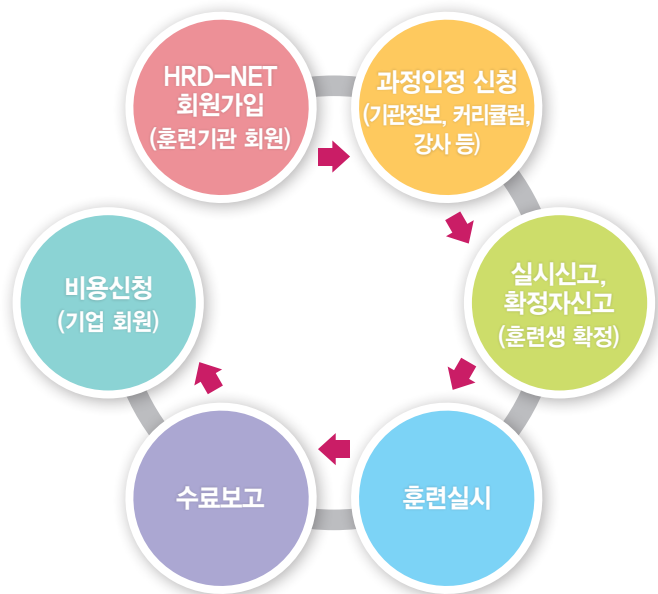 HRD-NET
회원가입
(훈련기관 회원)
과정인정 신청
(기관정보, 커리큘럼,
강사 등)
실시신고,
확정자신고
(훈련생 확정)
훈련실시
수료보고
비용신청
(기업 회원)